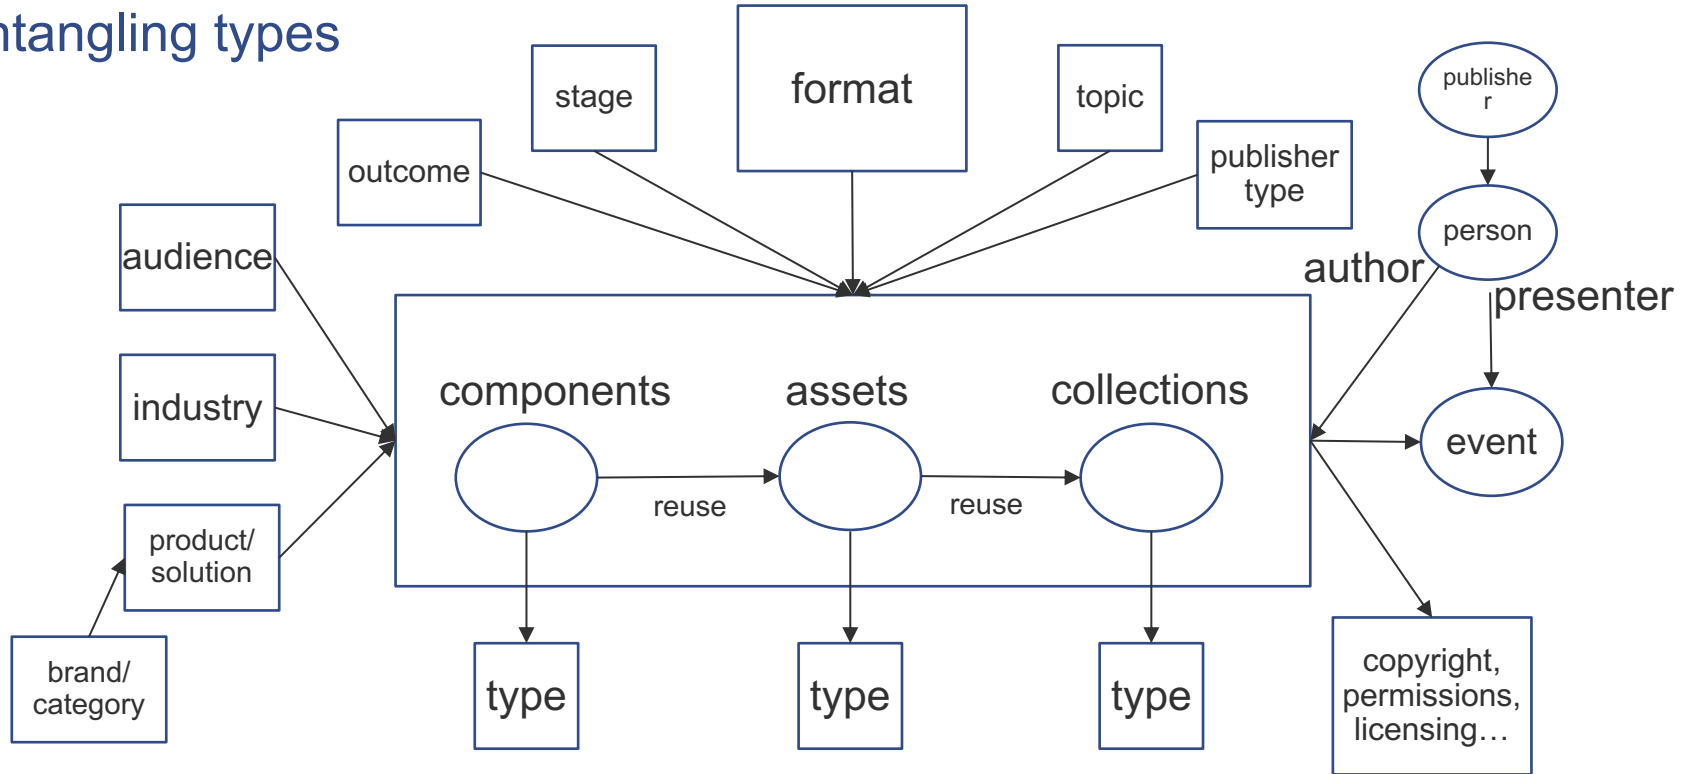 ntangling types
format
stage
topic
publishe
r
outcome
publisher
type
audience
person
author
presenter
industry
components
assets
collections
event
reuse
reuse
product/
solution
brand/
category
type
type
type
copyright,
permissions,
licensing…